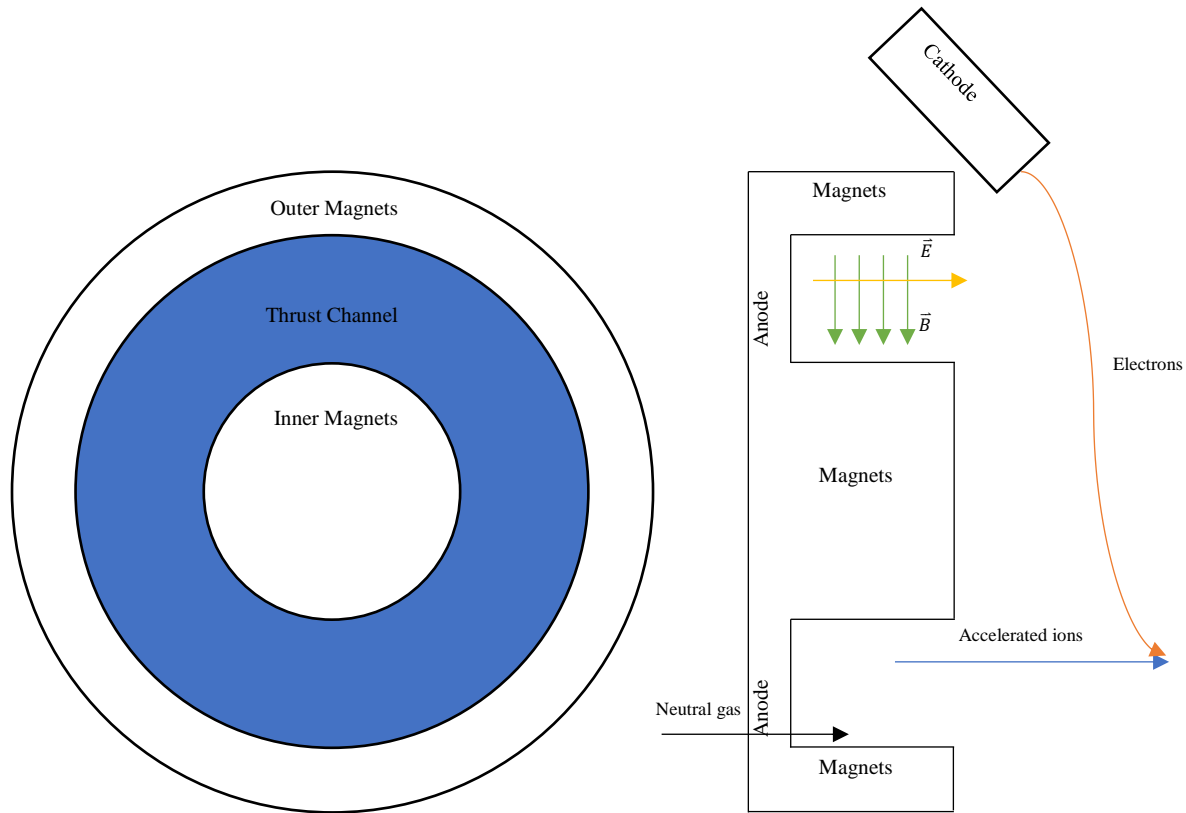 Outer Magnets
Thrust Channel
Inner Magnets
Cathode
Magnets
E⃗
B⃗
Anode
Electrons
Magnets
Accelerated ions
Neutral gas
Anode
Magnets